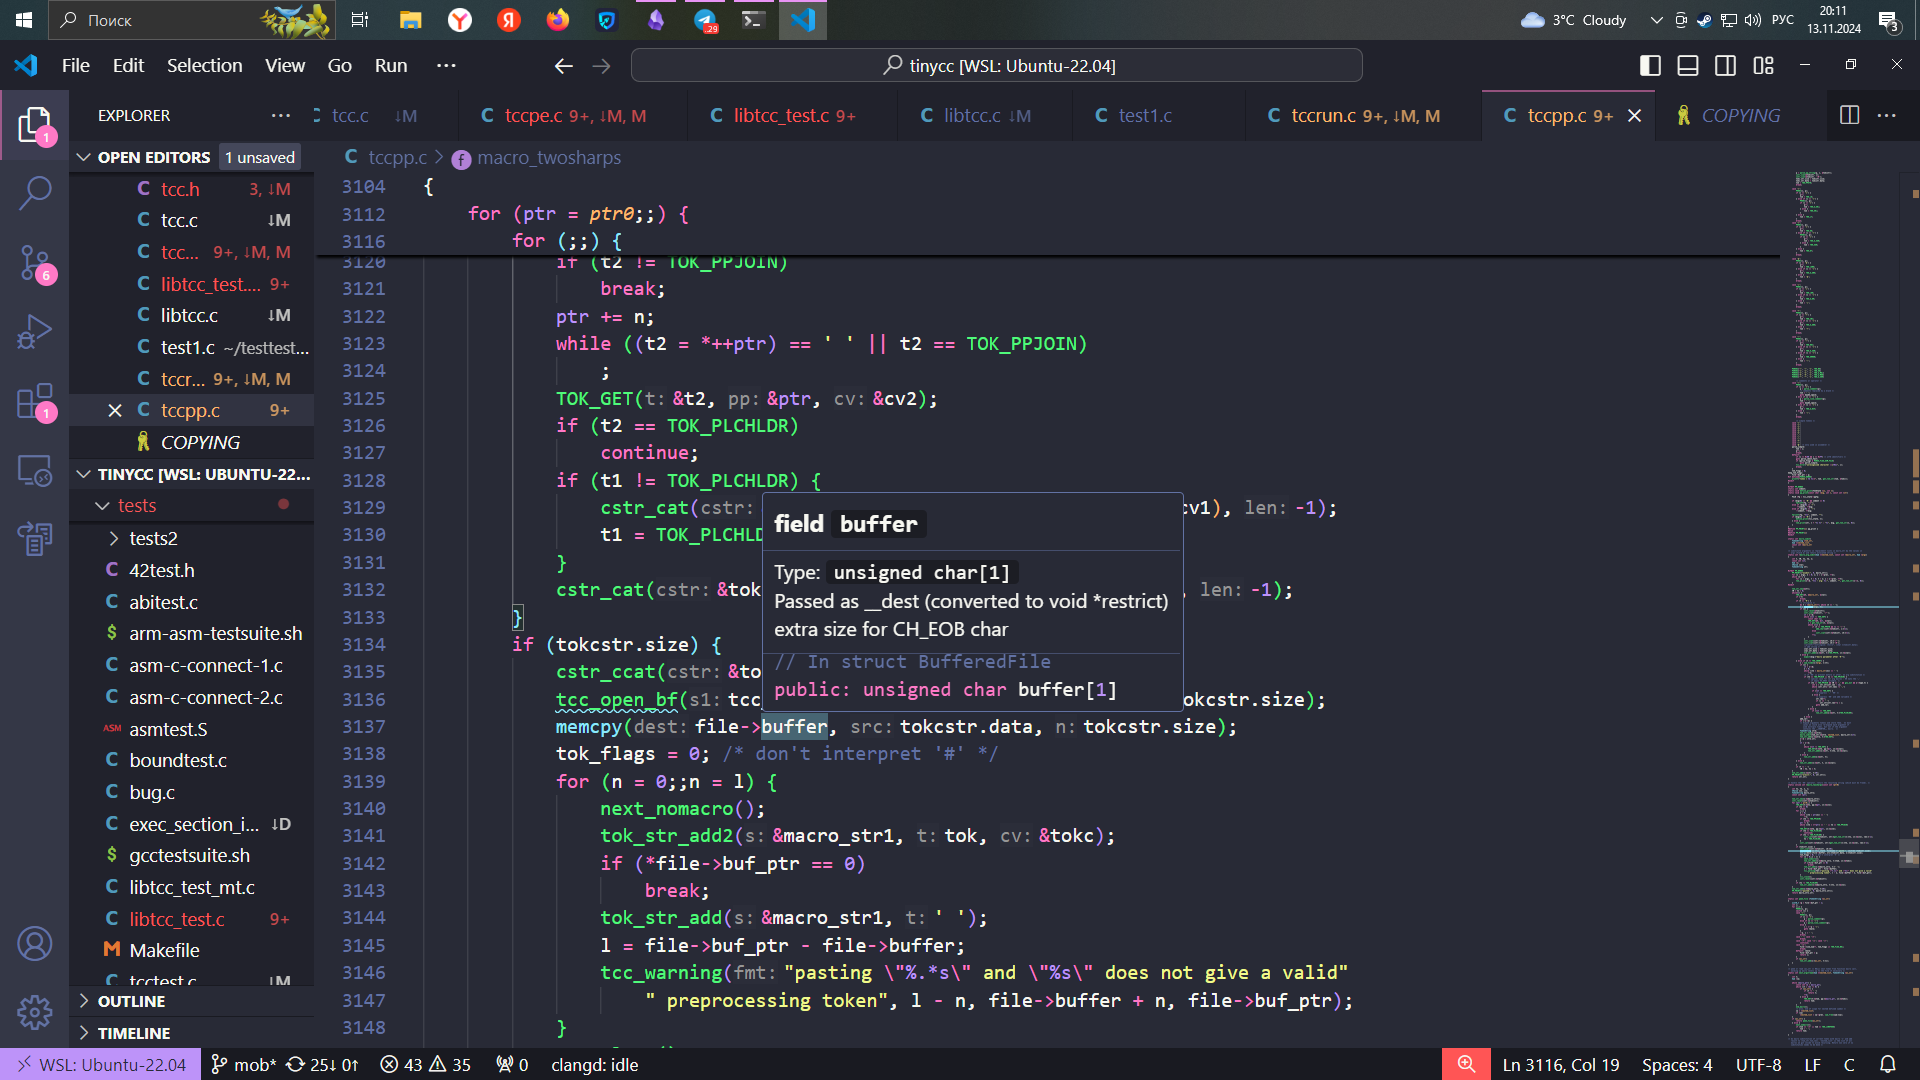 Поиск
29
3°C Cloudy
РУС
20:11
13.11.2024
3
File Edit Selection View Go Run ···
tinycc [WSL: Ubuntu-22.04]
EXPLORER ···
C tcc.c ↓M
C tccpe.c 9+, ↓M, M
C libtcc_test.c 9+
C libtcc.c ↓M
C test1.c
C tccrun.c 9+, ↓M, M
C tccpp.c 9+
COPYING
···
OPEN EDITORS 1 unsaved
C tcc.h 3, ↓M
C tcc.c ↓M
C tcc... 9+, ↓M, M
C libtcc_test.... 9+
C libtcc.c ↓M
C test1.c ~/testtest...
C tccr... 9+, ↓M, M
C tccpp.c 9+
COPYING
TINYCC [WSL: UBUNTU-22...
tests
tests2
C 42test.h
C abitest.c
$ arm-asm-testsuite.sh
C asm-c-connect-1.c
C asm-c-connect-2.c
ASM asmtest.S
C boundtest.c
C bug.c
C exec_section_i... ↓D
$ gcctestsuite.sh
C libtcc_test_mt.c
C libtcc_test.c 9+
M Makefile
C tcctest.c ↓M
OUTLINE
TIMELINE
1
6
1
C tccpp.c > f macro_twosharps
3104 {
3112 for (ptr = ptr0;;) {
3116 for (;;) {
3120 if (t2 != TOK_PPJOIN)
3121 break;
3122 ptr += n;
3123 while ((t2 = *++ptr) == ' ' || t2 == TOK_PPJOIN)
3124 ;
3125 TOK_GET(t: &t2, pp: &ptr, cv: &cv2);
3126 if (t2 == TOK_PLCHLDR)
3127 continue;
3128 if (t1 != TOK_PLCHLDR) {
3129 cstr_cat(cstr: cv1), len: -1);
3130 t1 = TOK_PLCHLD
3131 }
3132 cstr_cat(cstr: &tok , len: -1);
3133 }
3134 if (tokcstr.size) {
3135 cstr_ccat(cstr: &to
3136 tcc_open_bf(s1: tcc okcstr.size);
3137 memcpy(dest: file->buffer, src: tokcstr.data, n: tokcstr.size);
3138 tok_flags = 0; /* don't interpret '#' */
3139 for (n = 0;;n = l) {
3140 next_nomacro();
3141 tok_str_add2(s: &macro_str1, t: tok, cv: &tokc);
3142 if (*file->buf_ptr == 0)
3143 break;
3144 tok_str_add(s: &macro_str1, t: ' ');
3145 l = file->buf_ptr - file->buffer;
3146 tcc_warning(fmt: "pasting \"%.*s\" and \"%s\" does not give a valid"
3147 " preprocessing token", l - n, file->buffer + n, file->buf_ptr);
3148 }
field buffer
Type: unsigned char[1]
Passed as __dest (converted to void *restrict)
extra size for CH_EOB char
// In struct BufferedFile
public: unsigned char buffer[1]
WSL: Ubuntu-22.04
mob* 25↓ 0↑
43 35
0
clangd: idle
Ln 3116, Col 19
Spaces: 4
UTF-8
LF
C